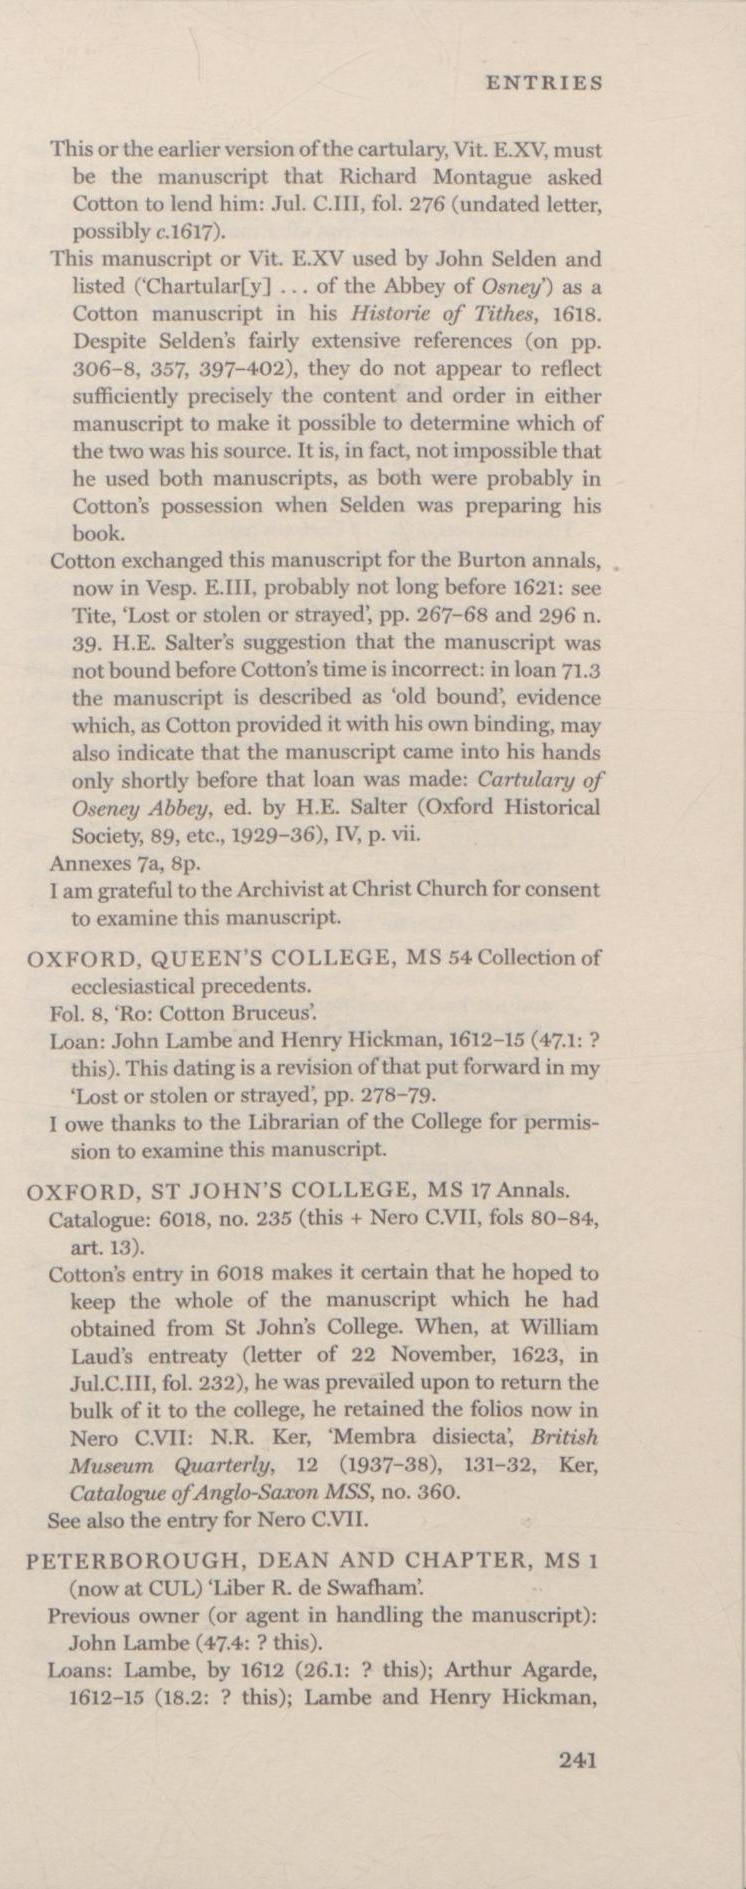 ENTRIES
This or the earlier version of the cartulary, Vit. E.XV, must
be the manuscript that Richard Montague asked
Cotton to lend him: Jul. C.III, fol. 276 (undated letter,
possibly c.1617).
This manuscript or Vit. E.XV used by John Selden and
listed (‘Chartular[y] ... of the Abbey of Osney’) as a
Cotton manuscript in his Historie of Tithes, 1618.
Despite Selden’s fairly extensive references (on pp.
306–8, 357, 397–402), they do not appear to reflect
sufficiently precisely the content and order in either
manuscript to make it possible to determine which of
the two was his source. It is, in fact, not impossible that
he used both manuscripts, as both were probably in
Cotton’s possession when Selden was preparing his
book.
Cotton exchanged this manuscript for the Burton annals,
now in Vesp. E.III, probably not long before 1621: see
Tite, ‘Lost or stolen or strayed’, pp. 267–68 and 296 n.
39. H.E. Salter’s suggestion that the manuscript was
not bound before Cotton’s time is incorrect: in loan 71.3
the manuscript is described as ‘old bound’, evidence
which, as Cotton provided it with his own binding, may
also indicate that the manuscript came into his hands
only shortly before that loan was made: Cartulary of
Oseney Abbey, ed. by H.E. Salter (Oxford Historical
Society, 89, etc., 1929–36), IV, p. vii.
Annexes 7a, 8p.
I am grateful to the Archivist at Christ Church for consent
to examine this manuscript.
OXFORD, QUEEN’S COLLEGE, MS 54 Collection of
ecclesiastical precedents.
Fol. 8, ‘Ro: Cotton Bruceus’.
Loan: John Lambe and Henry Hickman, 1612–15 (47.1: ?
this). This dating is a revision of that put forward in my
‘Lost or stolen or strayed’, pp. 278–79.
I owe thanks to the Librarian of the College for permis-
sion to examine this manuscript.
OXFORD, ST JOHN’S COLLEGE, MS 17 Annals.
Catalogue: 6018, no. 235 (this + Nero C.VII, fols 80–84,
art. 13).
Cotton’s entry in 6018 makes it certain that he hoped to
keep the whole of the manuscript which he had
obtained from St John’s College. When, at William
Laud’s entreaty (letter of 22 November, 1623, in
Jul.C.III, fol. 232), he was prevailed upon to return the
bulk of it to the college, he retained the folios now in
Nero C.VII: N.R. Ker, ‘Membra disiecta’, British
Museum Quarterly, 12 (1937–38), 131–32, Ker,
Catalogue of Anglo-Saxon MSS, no. 360.
See also the entry for Nero C.VII.
PETERBOROUGH, DEAN AND CHAPTER, MS 1
(now at CUL) ‘Liber R. de Swafham’.
Previous owner (or agent in handling the manuscript):
John Lambe (47.4: ? this).
Loans: Lambe, by 1612 (26.1: ? this); Arthur Agarde,
1612–15 (18.2: ? this); Lambe and Henry Hickman,
241